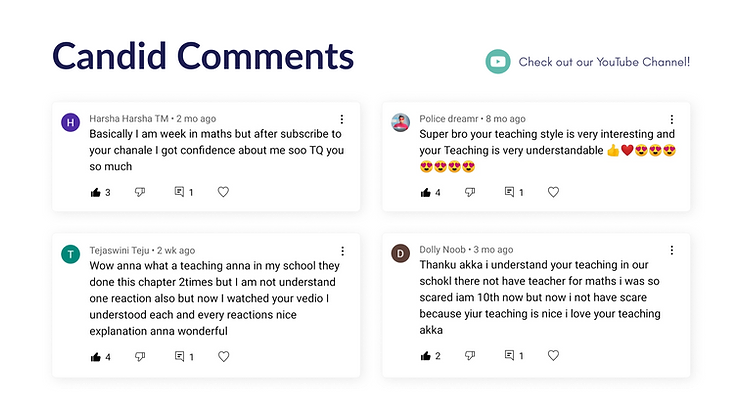 Candid Comments
Check out our YouTube Channel!
H
Harsha Harsha TM • 2 mo ago
Basically I am week in maths but after subscribe to
your chanale I got confidence about me soo TQ you
so much
3 1
Police dreamr • 8 mo ago
Super bro your teaching style is very interesting and
your Teaching is very understandable 👍❤️😍😍😍
😍😍😍😍
4 1
T
Tejaswini Teju • 2 wk ago
Wow anna what a teaching anna in my school they
done this chapter 2times but I am not understand
one reaction also but now I watched your vedio I
understood each and every reactions nice
explanation anna wonderful
4 1
D
Dolly Noob • 3 mo ago
Thanku akka i understand your teaching in our
schokl there not have teacher for maths i was so
scared iam 10th now but now i not have scare
because yiur teaching is nice i love your teaching
akka
2 1